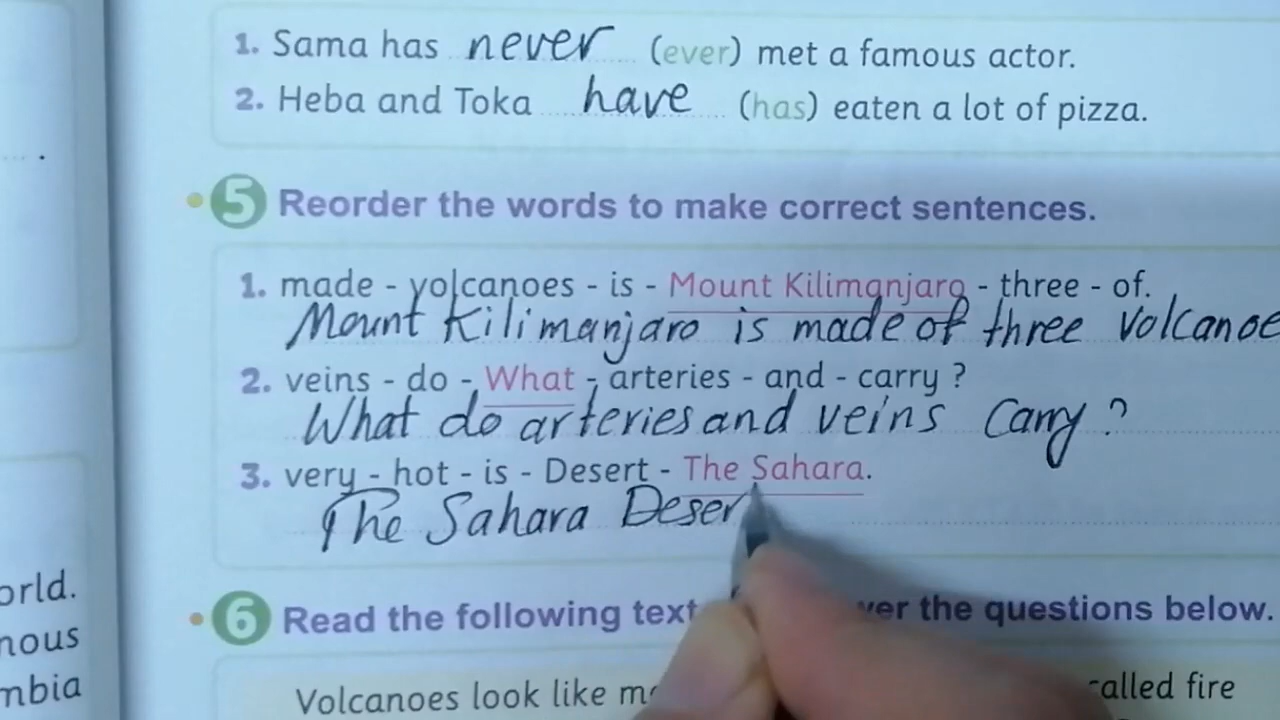 1. Sama has never (ever) met a famous actor.
2. Heba and Toka have (has) eaten a lot of pizza.
5 Reorder the words to make correct sentences.
1. made - volcanoes - is - Mount Kilimanjaro - three - of.
Mount Kilimanjaro is made of three Volcanoe
2. veins - do - What - arteries - and - carry ?
What do arteries and veins Carry ?
3. very - hot - is - Desert - The Sahara.
The Sahara Deser
orld.
6 Read the following text ver the questions below.
nous
mbia
Volcanoes look like called fire